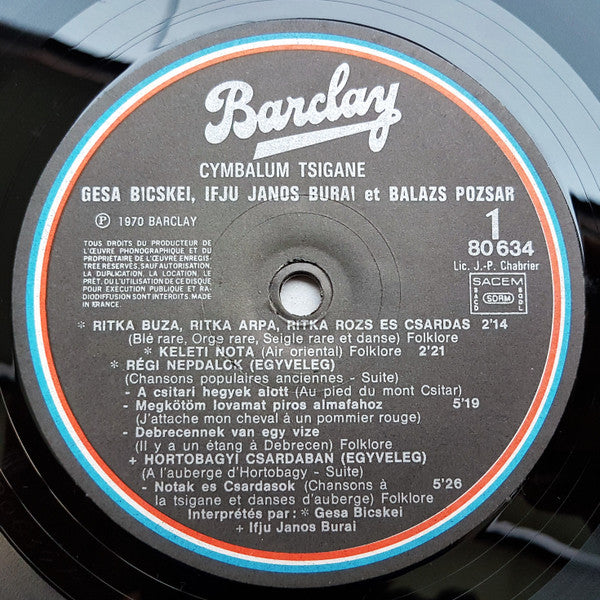 Barclay
CYMBALUM TSIGANE
GESA BICSKEI, IFJU JANOS BURAI et BALAZS POZSAR
Ⓟ 1970 BARCLAY
1
80 634
Lic. J.-P. Chabrier
TOUS DROITS DU PRODUCTEUR DE
L'ŒUVRE PHONOGRAPHIQUE ET DU
PROPRIETAIRE DE L'ŒUVRE ENREGIS-
TREE RESERVÉS, SAUF AUTORISATION.
LA DUPLICATION, LA LOCATION, LE
PRÊT, OU L'UTILISATION DE CE DISQUE
POUR EXECUTION PUBLIQUE ET RA-
DIODIFFUSION SONT INTERDITS. MADE
IN FRANCE.
SACEM
SACD
SDRM
SGDL
* RITKA BUZA, RITKA ARPA, RITKA ROZS ES CSARDAS 2'14
(Blé rare, Orge rare, Seigle rare et danse) Folklore
* KELETI NOTA (Air oriental) Folklore 2'21
* RÉGI NEPDALOK (EGYVELEG)
(Chansons populaires anciennes - Suite)
- A csitari hegyek alott (Au pied du mont Csitar)
- Megkötöm lovamat piros almafahoz 5'19
(J'attache mon cheval à un pommier rouge)
- Debrecennek van egy vize
(Il y a un étang à Debrecen) Folklore
+ HORTOBAGYI CSARDABAN (EGYVELEG)
(A l'auberge d'Hortobagy - Suite)
- Notak es Csardasok (Chansons à 5'26
la tsigane et danses d'auberge) Folklore
Interprétés par : * Gesa Bicskei
+ Ifju Janos Burai